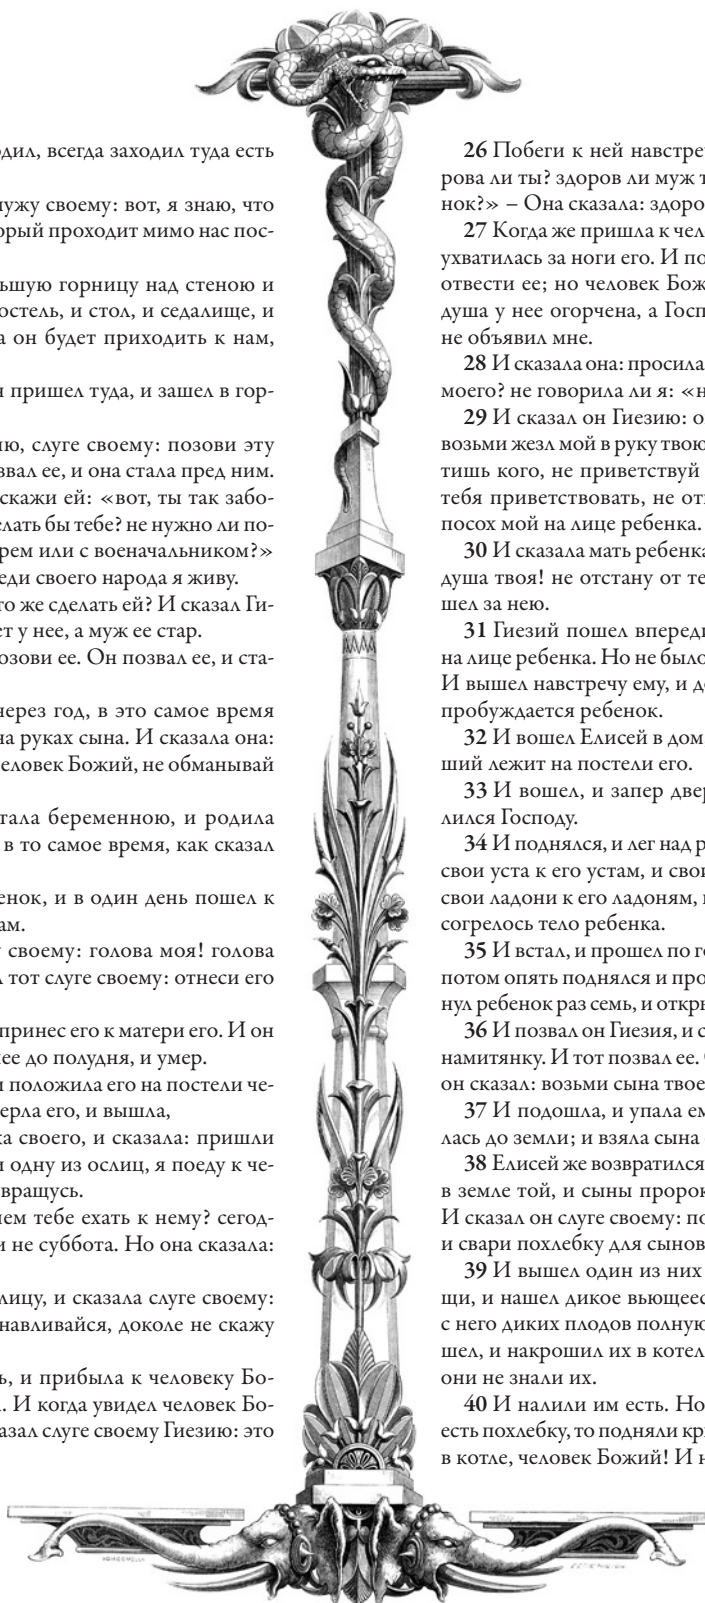 одил, всегда заходил туда есть
мужу своему: вот, я знаю, что
орый проходит мимо нас пос-
льшую горницу над стеною и
остель, и стол, и седалище, и
а он будет приходить к нам,
н пришел туда, и зашел в гор-
ию, слуге своему: позови эту
звал ее, и она стала пред ним.
скажи ей: «вот, ты так забо-
елать бы тебе? не нужно ли по-
рем или с военачальником?»
реди своего народа я живу.
то же сделать ей? И сказал Ги-
ет у нее, а муж ее стар.
озови ее. Он позвал ее, и ста-
через год, в это самое время
на руках сына. И сказала она:
еловек Божий, не обманывай
тала беременною, и родила
в то самое время, как сказал
енок, и в один день пошел к
ам.
у своему: голова моя! голова
л тот слуге своему: отнеси его
принес его к матери его. И он
нее до полудня, и умер.
и положила его на постели че-
ерла его, и вышла,
ка своего, и сказала: пришли
и одну из ослиц, я поеду к че-
вращусь.
чем тебе ехать к нему? сегод-
и не суббота. Но она сказала:
лицу, и сказала слуге своему:
навливайся, доколе не скажу
ь, и прибыла к человеку Бо-
. И когда увидел человек Бо-
азал слуге своему Гиезию: это
26 Побеги к ней навстреч
рова ли ты? здоров ли муж т
нок?» – Она сказала: здоро
27 Когда же пришла к чел
ухватилась за ноги его. И по
отвести ее; но человек Бож
душа у нее огорчена, а Госп
не объявил мне.
28 И сказала она: просила
моего? не говорила ли я: «н
29 И сказал он Гиезию: о
возьми жезл мой в руку твою
тишь кого, не приветствуй
тебя приветствовать, не отв
посох мой на лице ребенка.
30 И сказала мать ребенка
душа твоя! не отстану от те
шел за нею.
31 Гиезий пошел впереди
на лице ребенка. Но не было
И вышел навстречу ему, и до
пробуждается ребенок.
32 И вошел Елисей в дом,
ший лежит на постели его.
33 И вошел, и запер двер
лился Господу.
34 И поднялся, и лег над р
свои уста к его устам, и свои
свои ладони к его ладоням, и
согрелось тело ребенка.
35 И встал, и прошел по го
потом опять поднялся и про
нул ребенок раз семь, и откры
36 И позвал он Гиезия, и с
намитянку. И тот позвал ее. О
он сказал: возьми сына твое
37 И подошла, и упала ем
лась до земли; и взяла сына с
38 Елисей же возвратился
в земле той, и сыны пророк
И сказал он слуге своему: по
и свари похлебку для сынов
39 И вышел один из них
щи, и нашел дикое вьющеес
с него диких плодов полную
шел, и накрошил их в котел
они не знали их.
40 И налили им есть. Но
есть похлебку, то подняли кри
в котле, человек Божий! И н